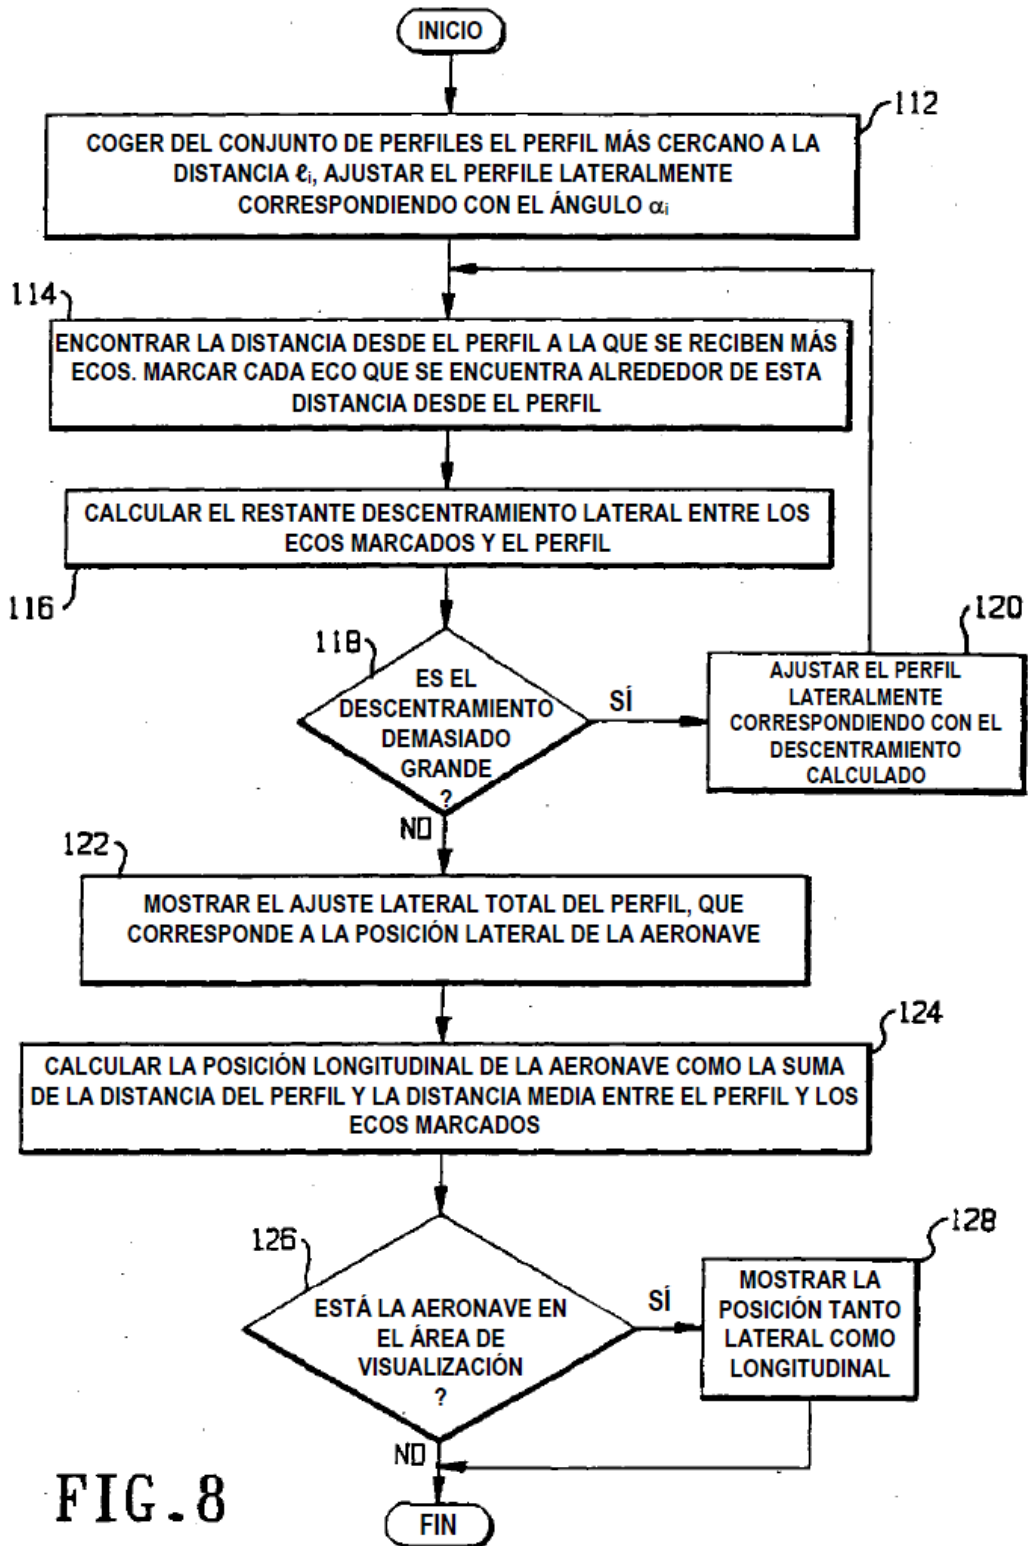 INICIO
112
COGER DEL CONJUNTO DE PERFILES EL PERFIL MÁS CERCANO A LA
DISTANCIA ℓi, AJUSTAR EL PERFILE LATERALMENTE
CORRESPONDIENDO CON EL ÁNGULO αi
114
ENCONTRAR LA DISTANCIA DESDE EL PERFIL A LA QUE SE RECIBEN MÁS
ECOS. MARCAR CADA ECO QUE SE ENCUENTRA ALREDEDOR DE ESTA
DISTANCIA DESDE EL PERFIL
CALCULAR EL RESTANTE DESCENTRAMIENTO LATERAL ENTRE LOS
ECOS MARCADOS Y EL PERFIL
116
118
ES EL
DESCENTRAMIENTO
DEMASIADO
GRANDE
?
SÍ
120
AJUSTAR EL PERFIL
LATERALMENTE
CORRESPONDIENDO CON EL
DESCENTRAMIENTO
CALCULADO
NO
122
MOSTRAR EL AJUSTE LATERAL TOTAL DEL PERFIL, QUE
CORRESPONDE A LA POSICIÓN LATERAL DE LA AERONAVE
124
CALCULAR LA POSICIÓN LONGITUDINAL DE LA AERONAVE COMO LA SUMA
DE LA DISTANCIA DEL PERFIL Y LA DISTANCIA MEDIA ENTRE EL PERFIL Y LOS
ECOS MARCADOS
126
ESTÁ LA AERONAVE EN
EL ÁREA DE
VISUALIZACIÓN
?
SÍ
128
MOSTRAR LA
POSICIÓN TANTO
LATERAL COMO
LONGITUDINAL
NO
FIN
FIG.8